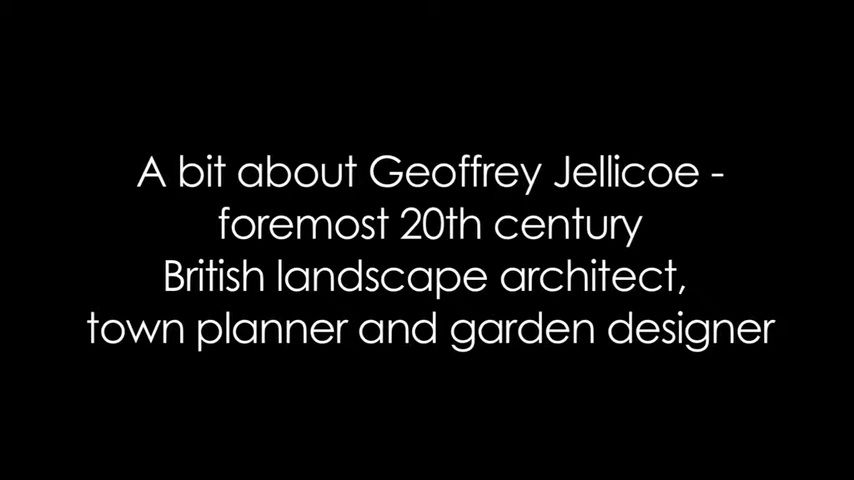 A bit about Geoffrey Jellicoe -
foremost 20th century
British landscape architect,
town planner and garden designer